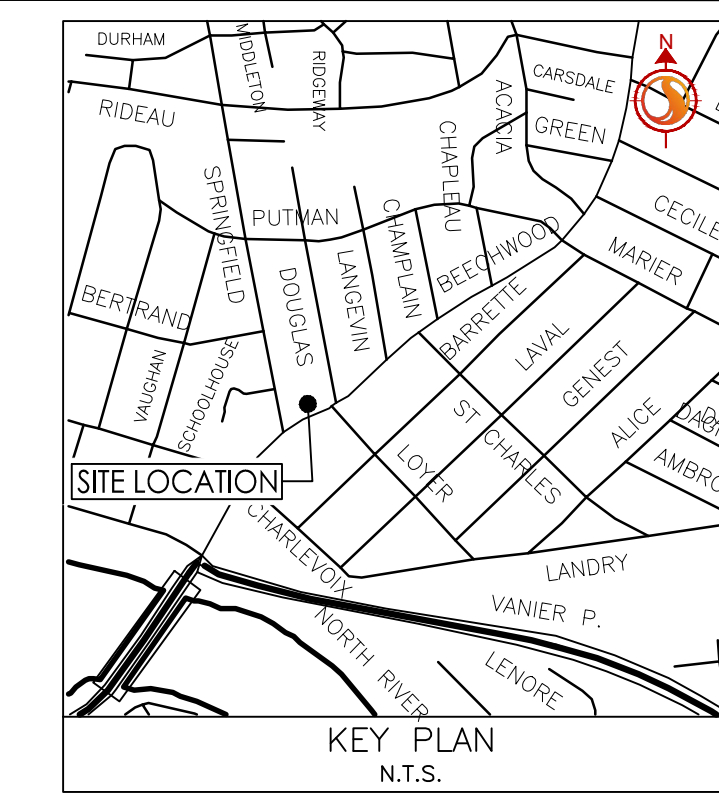 DURHAM
MIDDLETON
RIDGEWAY
N
CARSDALE
RIDEAU
ACACIA
GREEN
CHAPLEAU
SPRINGFIELD
PUTMAN
CHAMPLAIN
CECILE
BEECHWOOD
MARIER
LANGEVIN
DOUGLAS
BERTRAND
BARRETTE
LAVAL
VAUGHAN
SCHOOLHOUSE
GENEST
ST CHARLES
ALICE
LOYER
AMBRO
SITE LOCATION
CHARLEVOIX
LANDRY
VANIER P.
NORTH RIVER
LENORE
KEY PLAN
N.T.S.